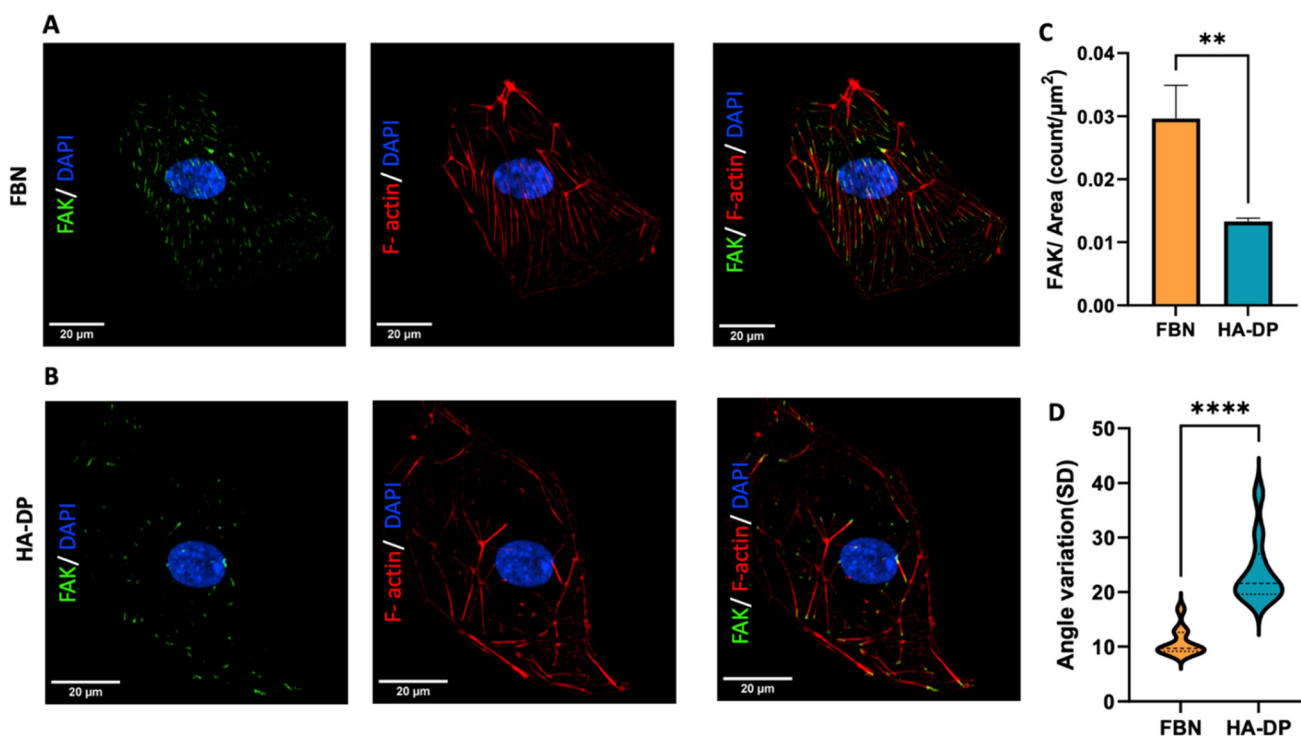 A
FBN
FAK/ DAPI
20 µm
F- actin/ DAPI
20 µm
FAK/ F-actin/ DAPI
20 µm
B
HA-DP
FAK/ DAPI
20 µm
F- actin/ DAPI
20 µm
FAK/ F-actin/ DAPI
20 µm
C
**
FAK/ Area (count/µm²)
0.04
0.03
0.02
0.01
0.00
FBN HA-DP
D
****
Angle variation(SD)
50
40
30
20
10
0
FBN HA-DP